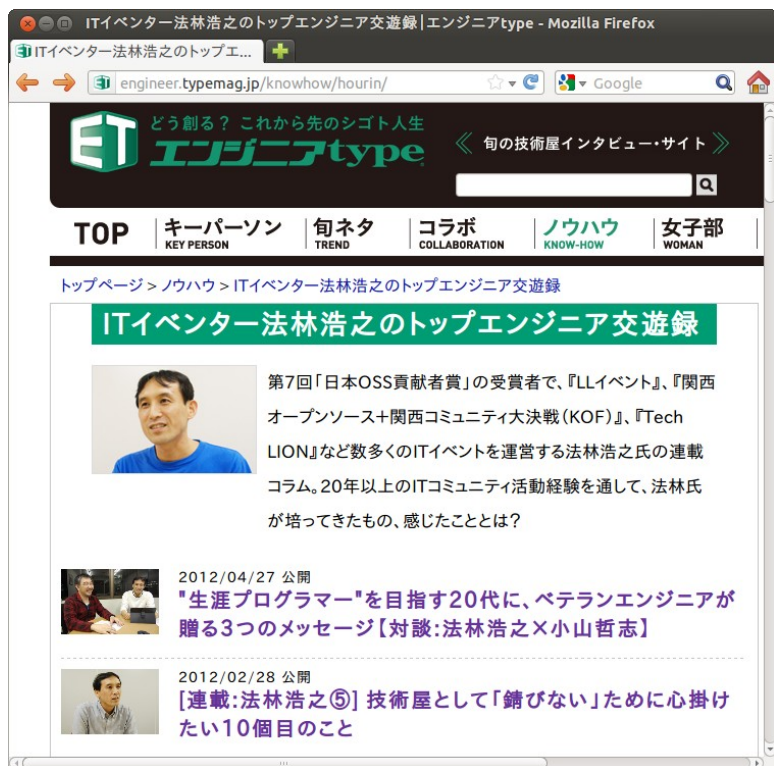 ITイベンター法林浩之のトップエンジニア交遊録|エンジニアtype - Mozilla Firefox
ITイベンター法林浩之のトップエ...
engineer.typemag.jp/knowhow/hourin/
Google
ET
どう創る? これから先のシゴト人生
エンジニアtype
旬の技術屋インタビュー・サイト
TOP
キーパーソン
KEY PERSON
旬ネタ
TREND
コラボ
COLLABORATION
ノウハウ
KNOW-HOW
女子部
WOMAN
トップページ > ノウハウ > ITイベンター法林浩之のトップエンジニア交遊録
ITイベンター法林浩之のトップエンジニア交遊録
第7回「日本OSS貢献者賞」の受賞者で、『LLイベント』、『関西
オープンソース+関西コミュニティ大決戦(KOF)』、『Tech
LION』など数多くのITイベントを運営する法林浩之氏の連載
コラム。20年以上のITコミュニティ活動経験を通して、法林氏
が培ってきたもの、感じたこととは?
2012/04/27 公開
"生涯プログラマー"を目指す20代に、ベテランエンジニアが
贈る3つのメッセージ【対談:法林浩之×小山哲志】
2012/02/28 公開
[連載:法林浩之⑤] 技術屋として「錆びない」ために心掛け
たい10個目のこと